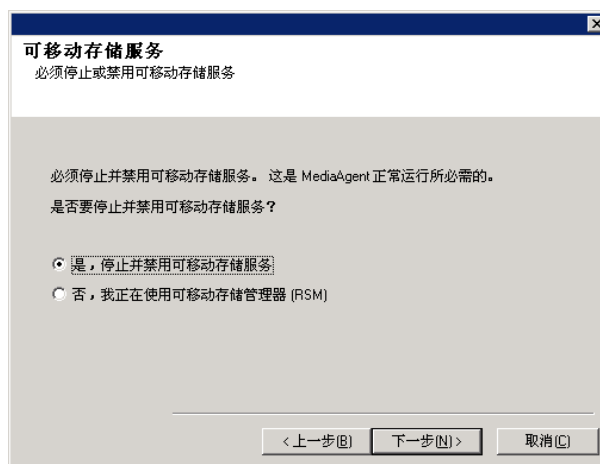 可移动存储服务
必须停止或禁用可移动存储服务
必须停止并禁用可移动存储服务。 这是 MediaAgent 正常运行所必需的。
是否要停止并禁用可移动存储服务？
是，停止并禁用可移动存储服务
否，我正在使用可移动存储管理器 (RSM)
<上一步(B) 下一步(N)> 取消(C)